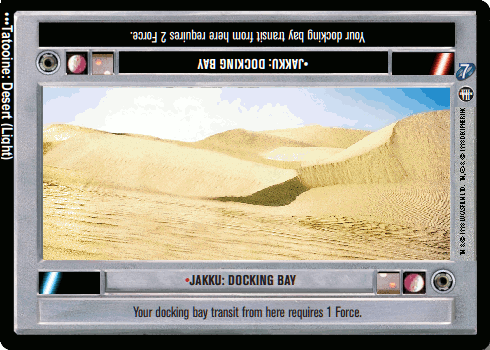 Your docking bay transit from here requires 2 Force.
•JAKKU: DOCKING BAY
•••Tatooine: Desert (Light)
7
•JAKKU: DOCKING BAY
Your docking bay transit from here requires 1 Force.